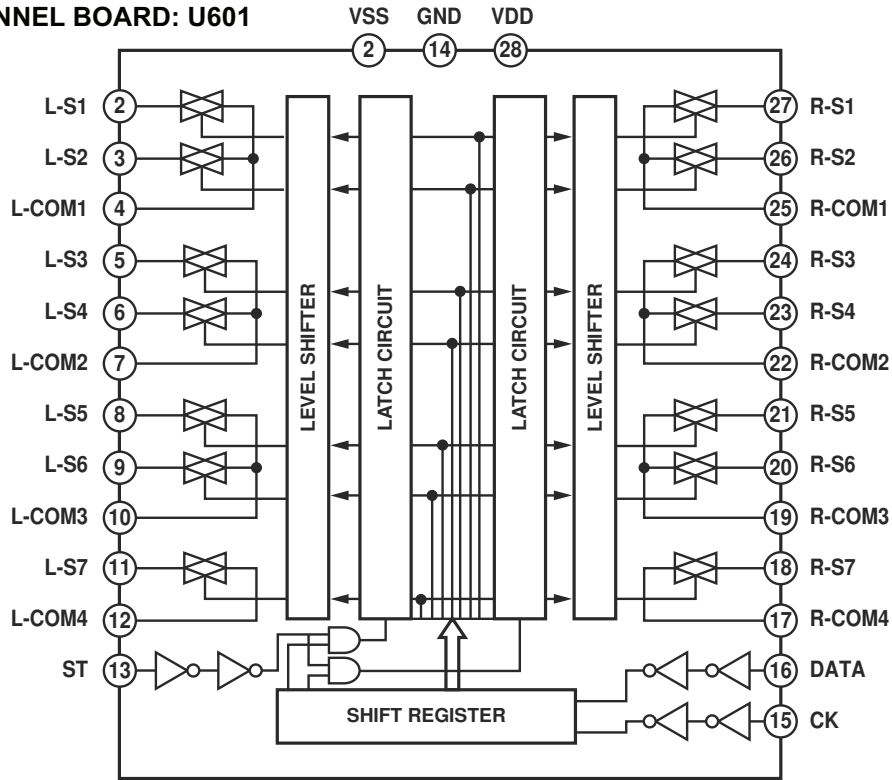 NNEL BOARD: U601
VSS GND VDD
2 14 28
L-S1 2 27 R-S1
L-S2 3 26 R-S2
L-COM1 4 25 R-COM1
L-S3 5 24 R-S3
L-S4 6 23 R-S4
L-COM2 7 22 R-COM2
L-S5 8 21 R-S5
L-S6 9 20 R-S6
L-COM3 10 19 R-COM3
L-S7 11 18 R-S7
L-COM4 12 17 R-COM4
ST 13 16 DATA
15 CK
LEVEL SHIFTER
LATCH CIRCUIT
LATCH CIRCUIT
LEVEL SHIFTER
SHIFT REGISTER